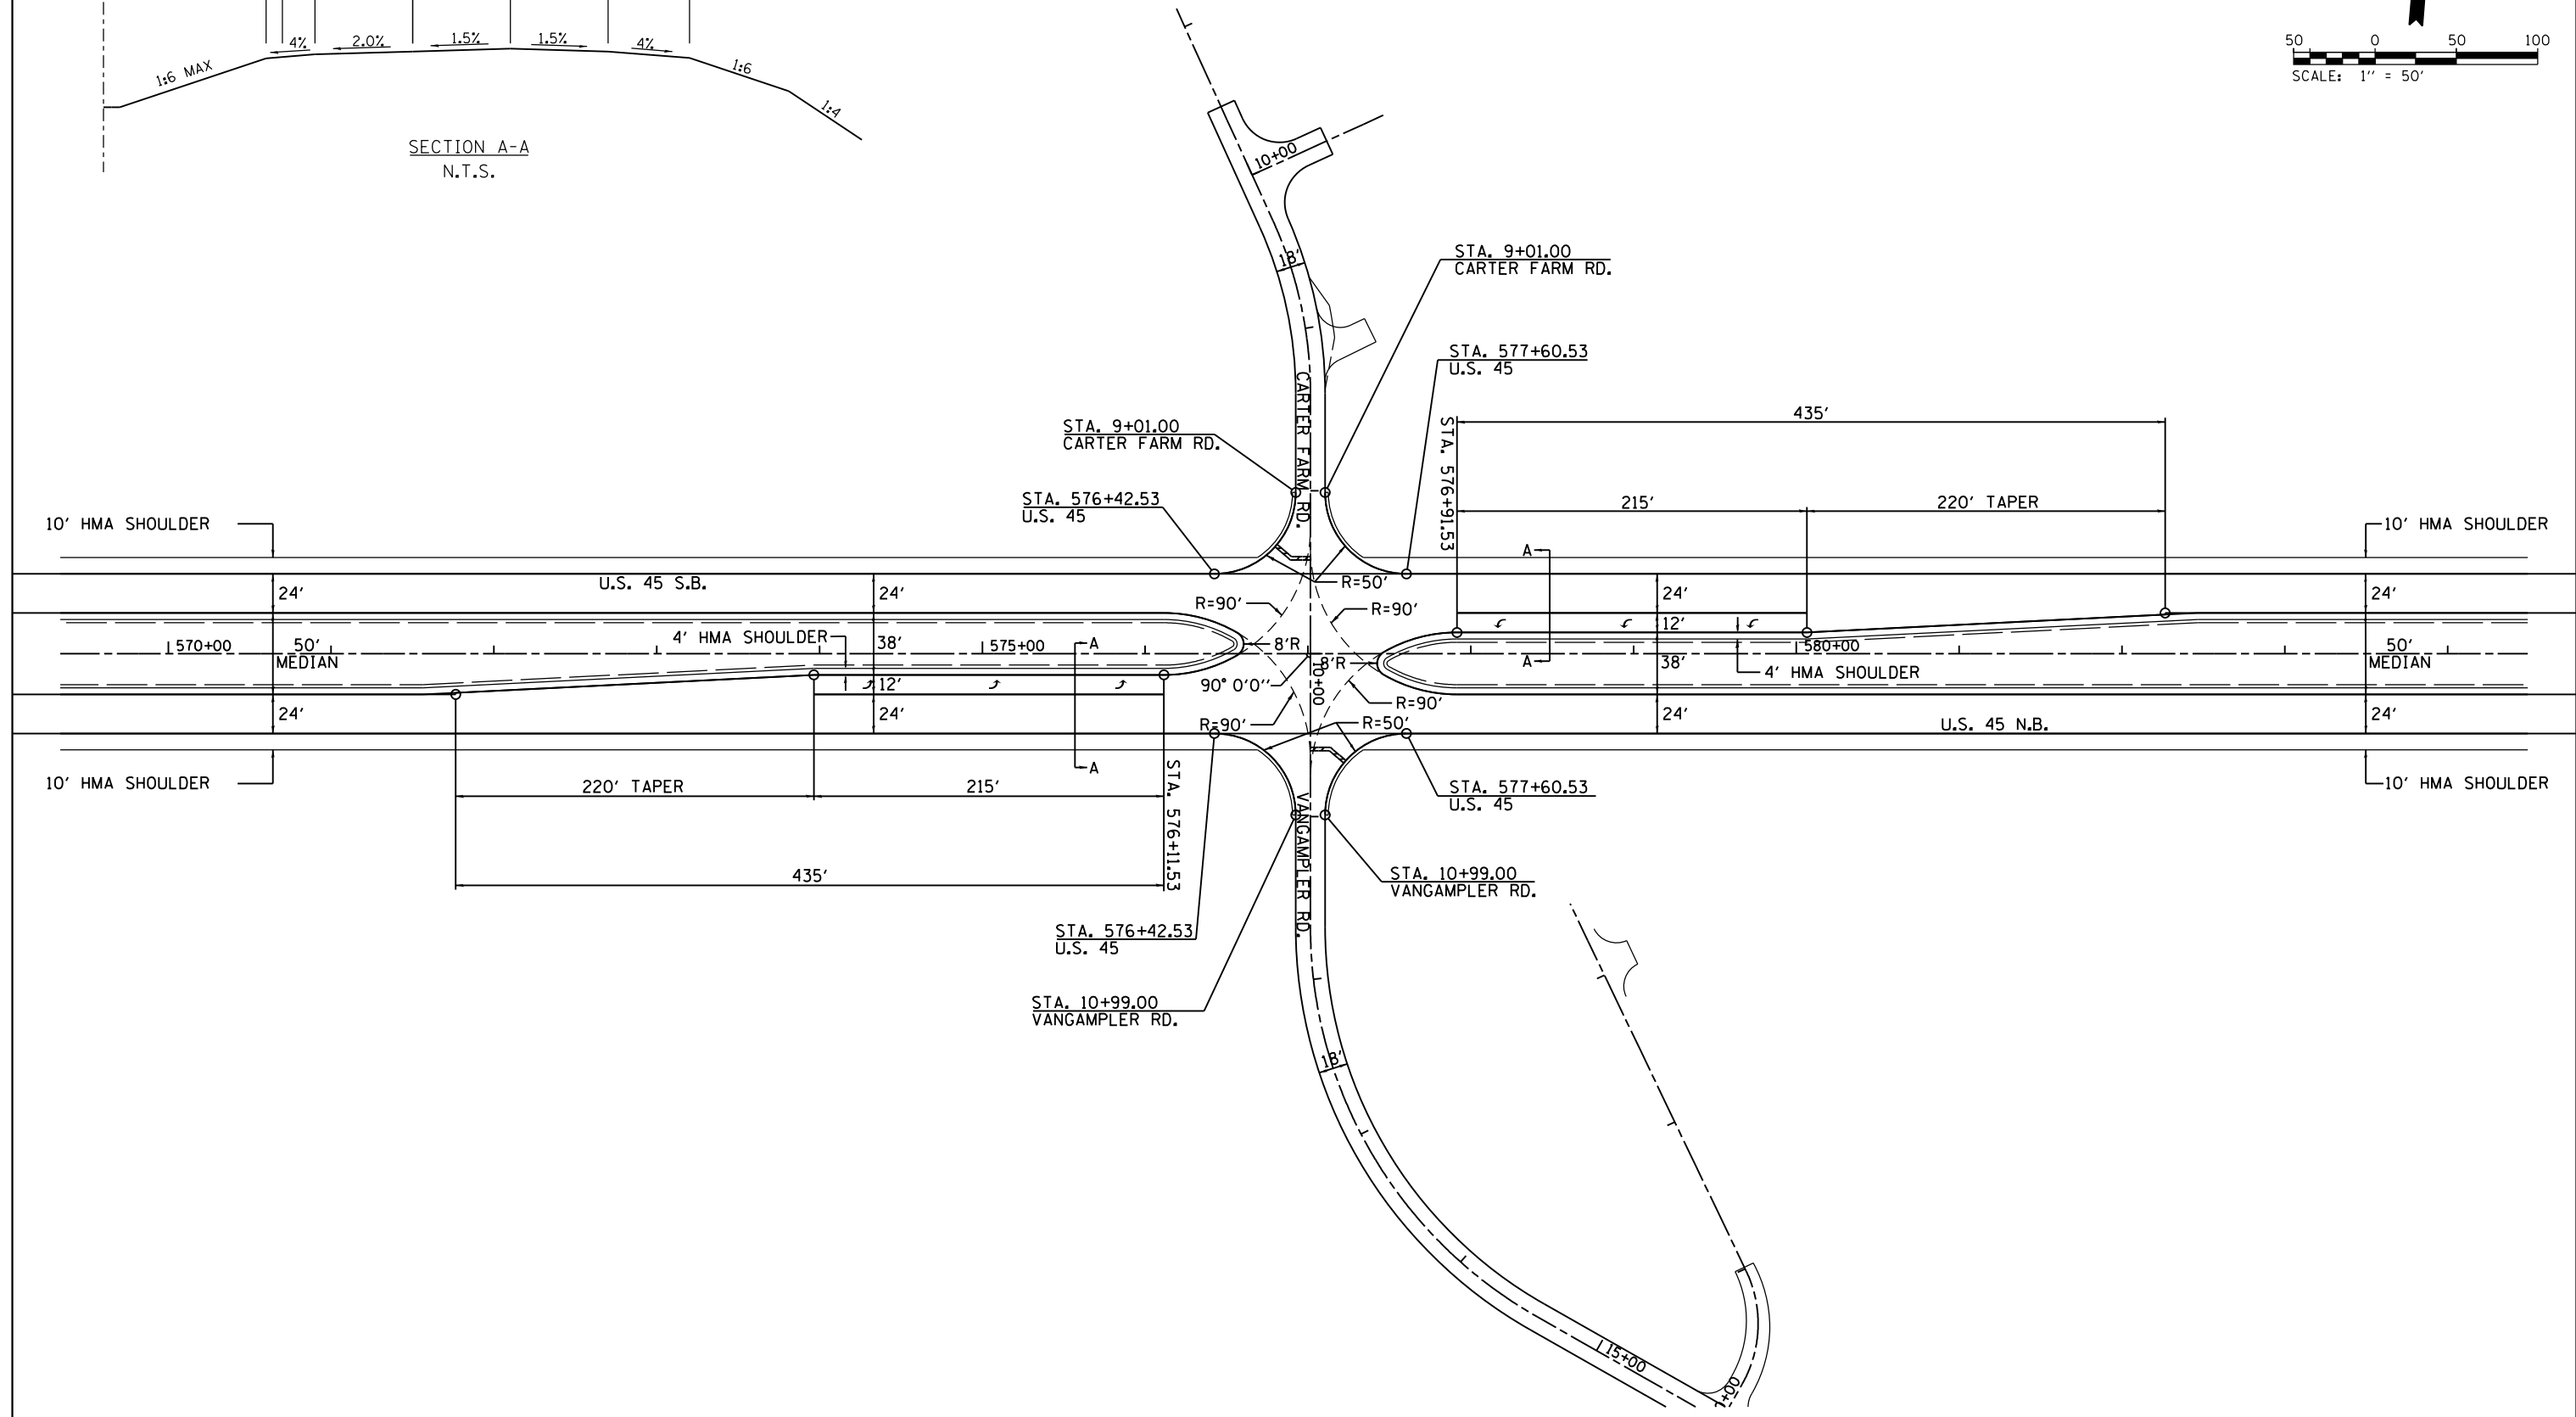 50 0 50 100
SCALE: 1'' = 50'
4% 2.0% 1.5% 1.5% 4%
1:6 MAX
1:6
1:4
SECTION A-A
N.T.S.
10+00
18'
STA. 9+01.00
CARTER FARM RD.
STA. 577+60.53
U.S. 45
CARTER FARM RD.
STA. 9+01.00
CARTER FARM RD.
STA. 576+42.53
U.S. 45
STA. 576+91.53
435'
215'
220' TAPER
10' HMA SHOULDER
10' HMA SHOULDER
A
U.S. 45 S.B.
R=50'
24'
24'
24'
24'
R=90'
R=90'
12'
570+00
50'
MEDIAN
4' HMA SHOULDER
38'
575+00
A
8'R
8'R
A
38'
580+00
4' HMA SHOULDER
50'
MEDIAN
12'
90° 0'0''
10+00
R=90'
R=90'
R=50'
24'
24'
24'
24'
U.S. 45 N.B.
A
10' HMA SHOULDER
10' HMA SHOULDER
220' TAPER
215'
STA. 576+11.53
435'
STA. 577+60.53
U.S. 45
VANGAMPLER RD.
STA. 10+99.00
VANGAMPLER RD.
STA. 576+42.53
U.S. 45
STA. 10+99.00
VANGAMPLER RD.
18'
15+00
+00